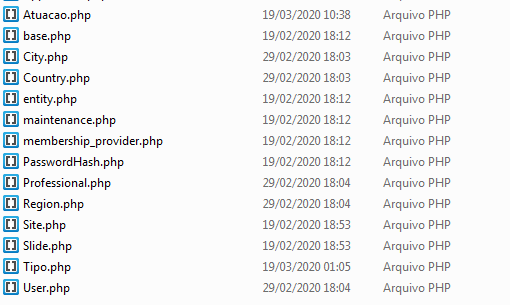 Atuacao.php 19/03/2020 10:38 Arquivo PHP
base.php 19/02/2020 18:12 Arquivo PHP
City.php 29/02/2020 18:03 Arquivo PHP
Country.php 29/02/2020 18:03 Arquivo PHP
entity.php 19/02/2020 18:12 Arquivo PHP
maintenance.php 19/02/2020 18:12 Arquivo PHP
membership_provider.php 19/02/2020 18:12 Arquivo PHP
PasswordHash.php 19/02/2020 18:12 Arquivo PHP
Professional.php 29/02/2020 18:04 Arquivo PHP
Region.php 29/02/2020 18:04 Arquivo PHP
Site.php 19/02/2020 18:53 Arquivo PHP
Slide.php 19/02/2020 18:53 Arquivo PHP
Tipo.php 19/03/2020 01:05 Arquivo PHP
User.php 29/02/2020 18:04 Arquivo PHP